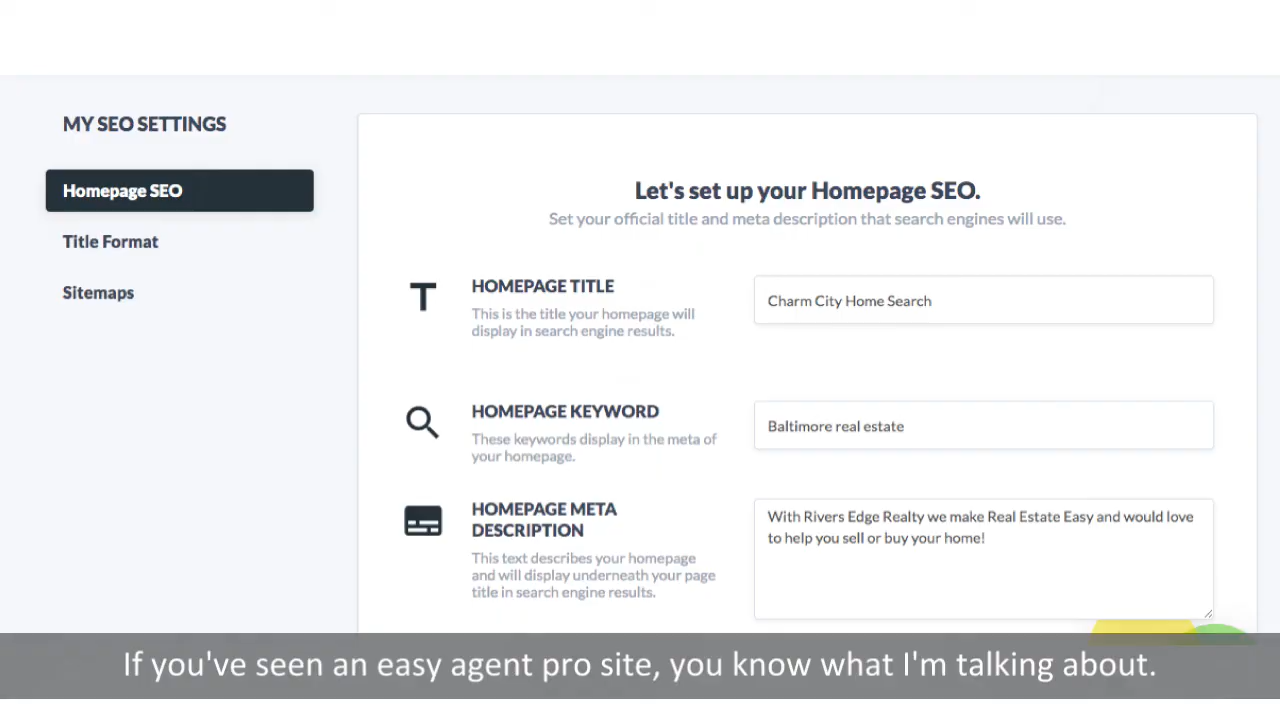 MY SEO SETTINGS
Homepage SEO
Title Format
Sitemaps
Let's set up your Homepage SEO.
Set your official title and meta description that search engines will use.
HOMEPAGE TITLE
This is the title your homepage will
display in search engine results.
Charm City Home Search
HOMEPAGE KEYWORD
These keywords display in the meta of
your homepage.
Baltimore real estate
HOMEPAGE META
DESCRIPTION
This text describes your homepage
and will display underneath your page
title in search engine results.
With Rivers Edge Realty we make Real Estate Easy and would love
to help you sell or buy your home!
If you've seen an easy agent pro site, you know what I'm talking about.